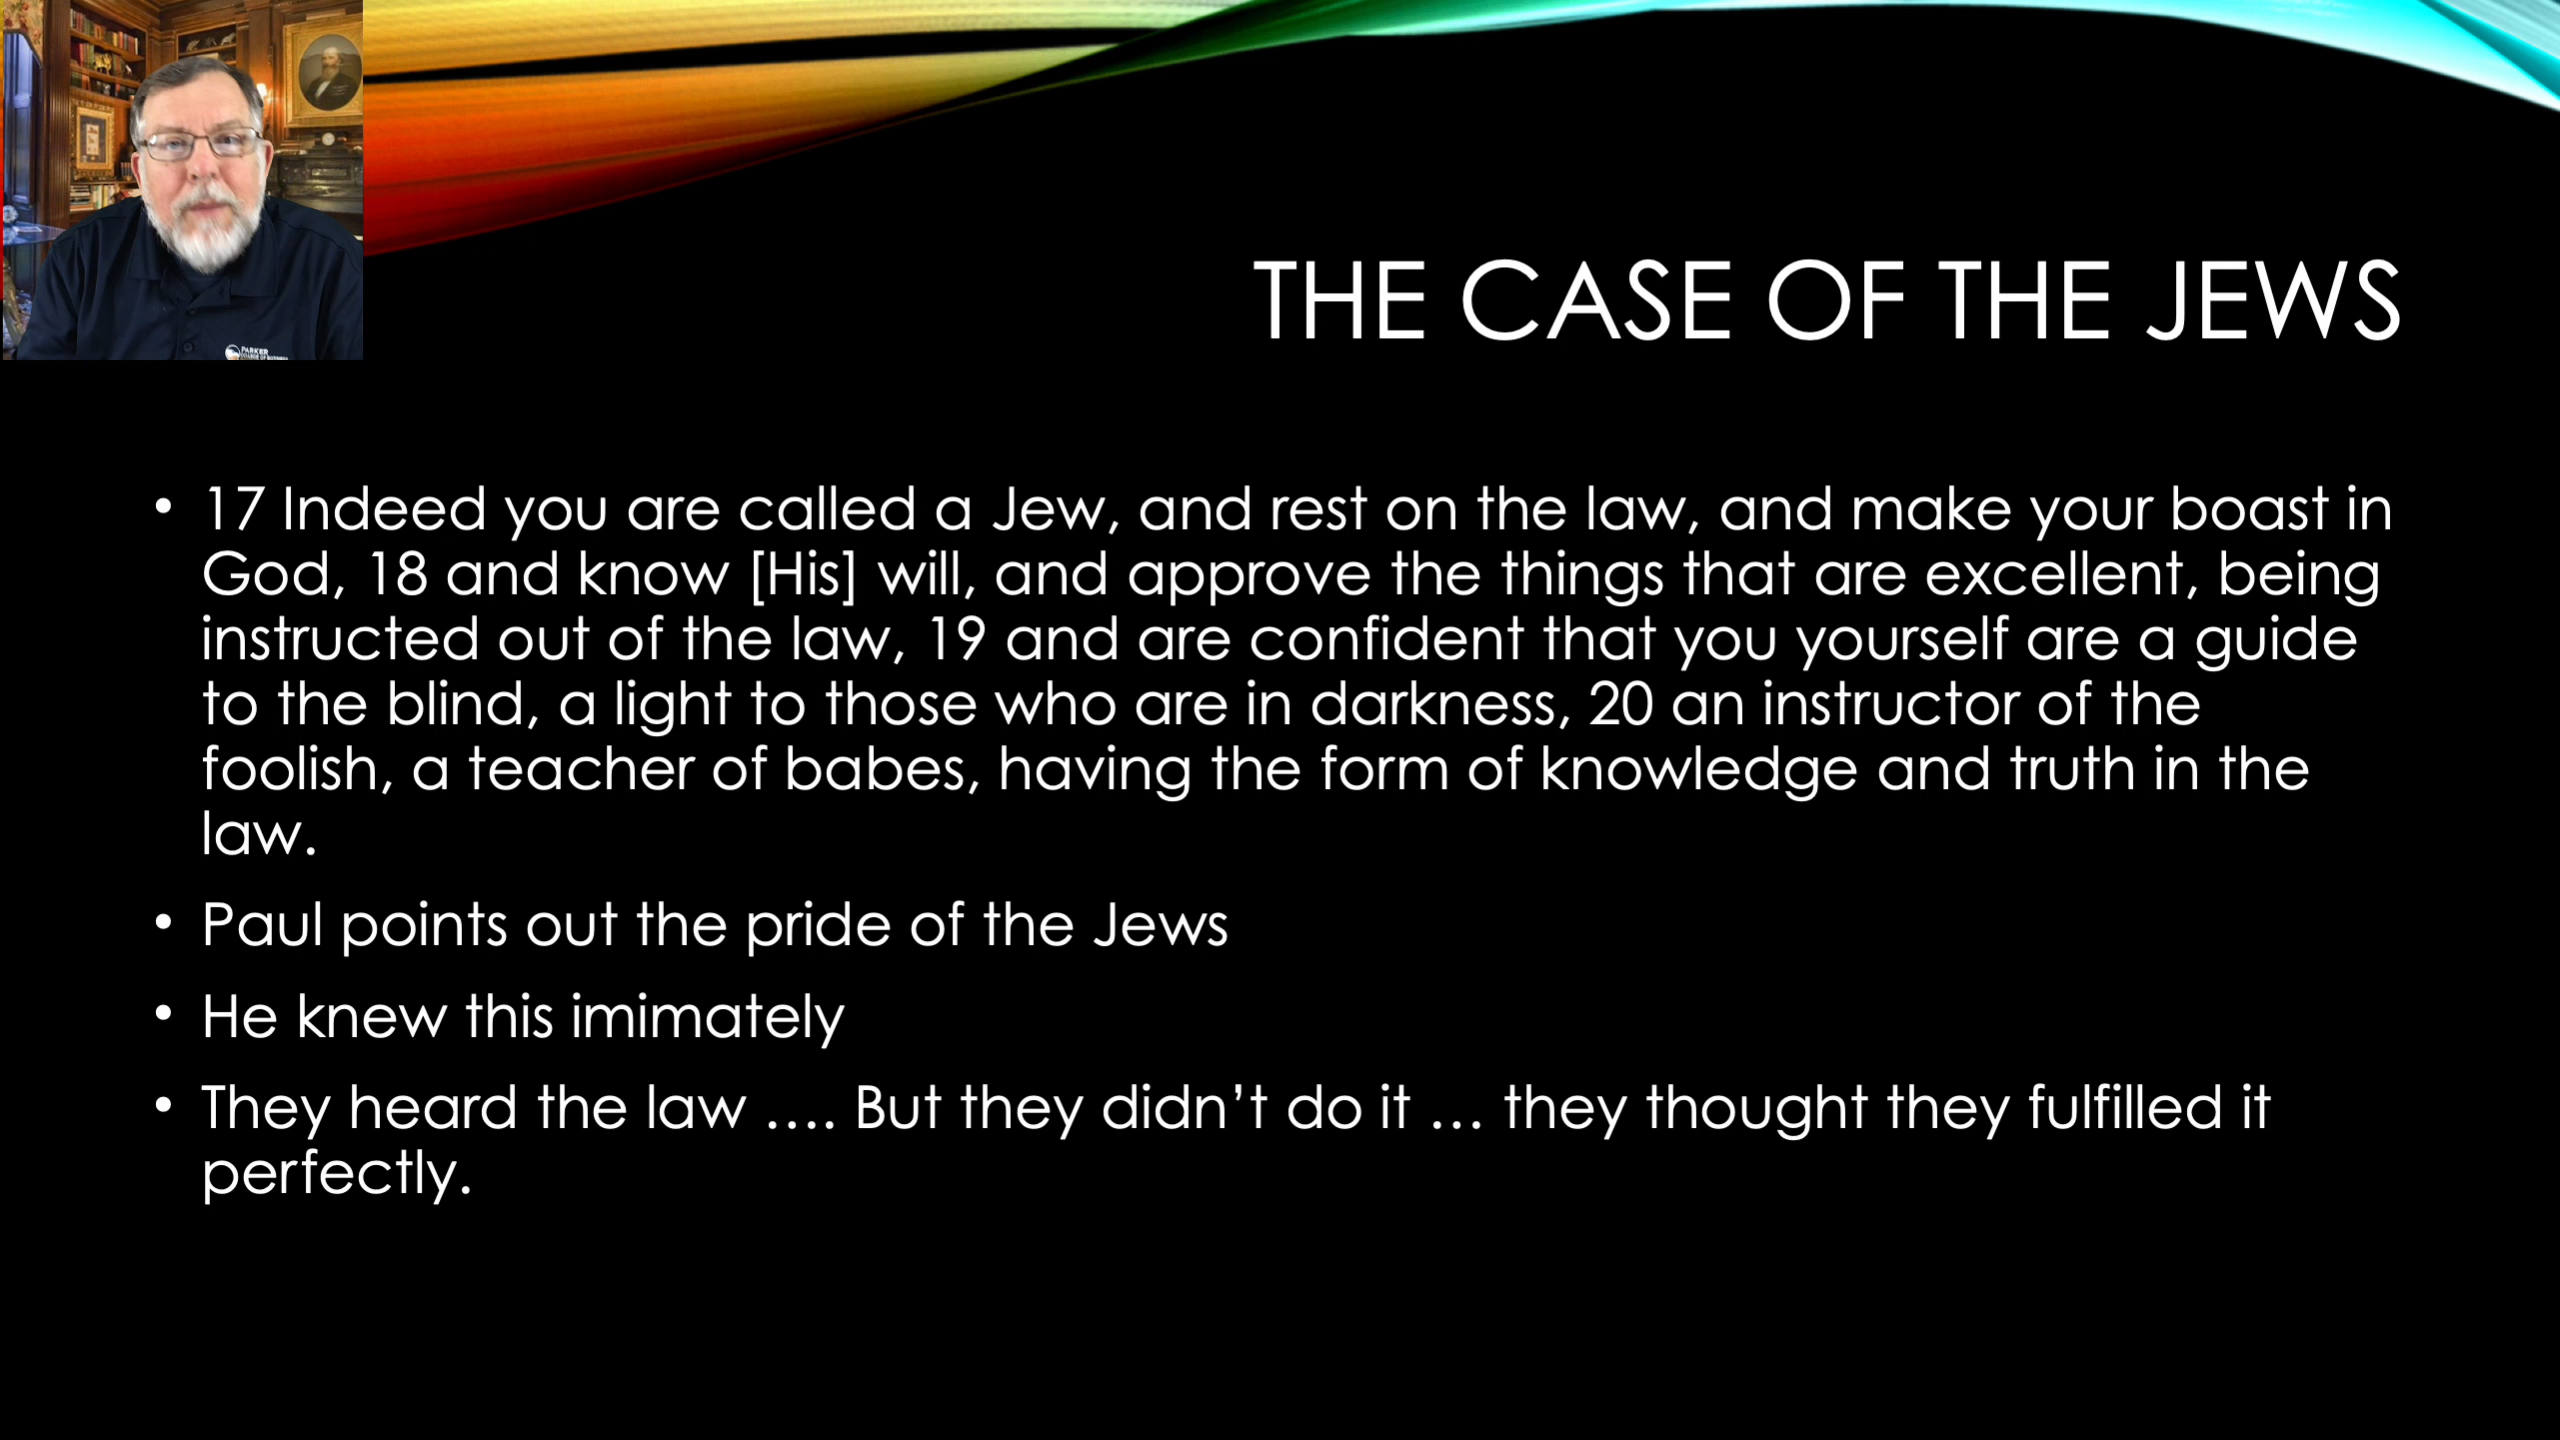 PARKER
COLLEGE OF BUSINESS
THE CASE OF THE JEWS
• 17 Indeed you are called a Jew, and rest on the law, and make your boast in
God, 18 and know [His] will, and approve the things that are excellent, being
instructed out of the law, 19 and are confident that you yourself are a guide
to the blind, a light to those who are in darkness, 20 an instructor of the
foolish, a teacher of babes, having the form of knowledge and truth in the
law.
• Paul points out the pride of the Jews
• He knew this imimately
• They heard the law .... But they didn’t do it … they thought they fulfilled it
perfectly.